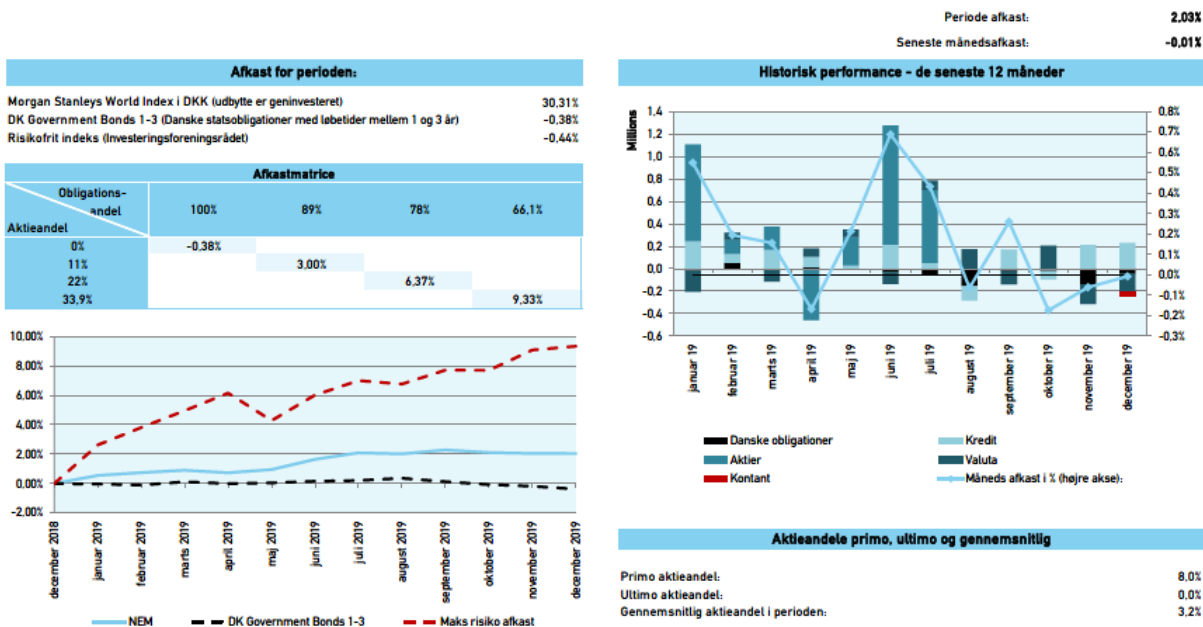 Periode afkast: 2,03%
Seneste månedsafkast: -0,01%
Afkast for perioden:
Morgan Stanleys World Index i DKK (udbytte er geninvesteret) 30,31%
DK Government Bonds 1-3 (Danske statsobligationer med løbetider mellem 1 og 3 år) -0,38%
Risikofrit indeks (Investeringsforeningsrådet) -0,44%
Afkastmatrice
Obligations-
andel 100% 89% 78% 66,1%
Aktieandel
0% -0,38%
11% 3,00%
22% 6,37%
33,9% 9,33%
10,00%
8,00%
6,00%
4,00%
2,00%
0,00%
-2,00%
december 2018
januar 2019
februar 2019
marts 2019
april 2019
maj 2019
juni 2019
juli 2019
august 2019
september 2019
oktober 2019
november 2019
december 2019
NEM DK Government Bonds 1-3 Maks risiko afkast
Historisk performance - de seneste 12 måneder
Millions
1,4
1,2
1,0
0,8
0,6
0,4
0,2
0,0
-0,2
-0,4
-0,6
0,8%
0,7%
0,6%
0,5%
0,4%
0,3%
0,2%
0,1%
0,0%
-0,1%
-0,2%
-0,3%
januar 19
februar 19
marts 19
april 19
maj 19
juni 19
juli 19
august 19
september 19
oktober 19
november 19
december 19
Danske obligationer Kredit
Aktier Valuta
Kontant Måneds afkast i % (højre akse):
Aktieandele primo, ultimo og gennemsnitlig
Primo aktieandel: 8,0%
Ultimo aktieandel: 0,0%
Gennemsnitlig aktieandel i perioden: 3,2%